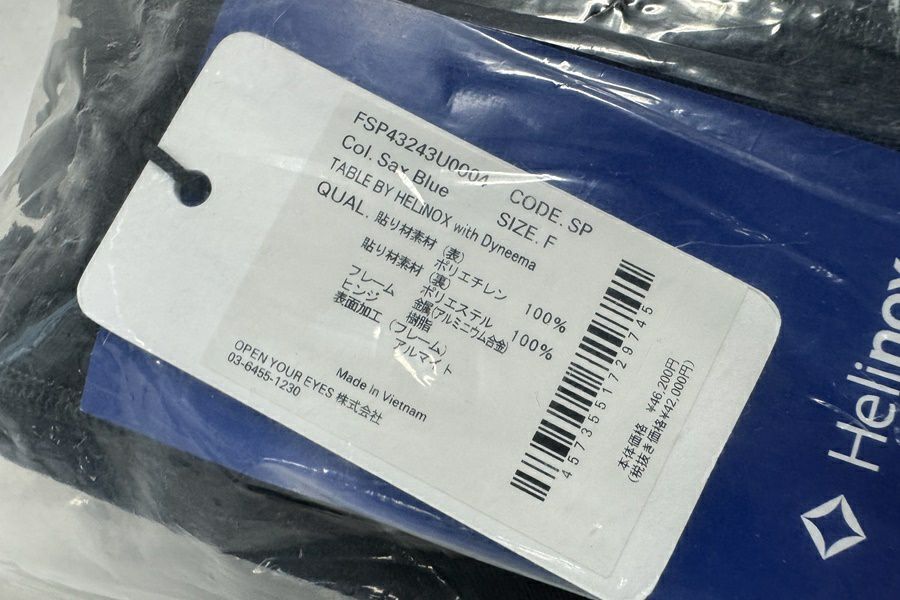 FSP43243U0004 CODE. SP
Col. Sax Blue SIZE. F
TABLE BY HELINOX with Dyneema
QUAL. 貼り材素材（表）
ポリエチレン 100%
貼り材素材（裏）
ポリエステル 100%
フレーム 金属(アルミニウム合金)
ヒンジ 樹脂
表面加工（フレーム）
アルマイト
Made in Vietnam
OPEN YOUR EYES 株式会社
03-6455-1230
4573551729745
本体価格 ¥46,200円
(税抜き価格¥42,000円)
Helinox